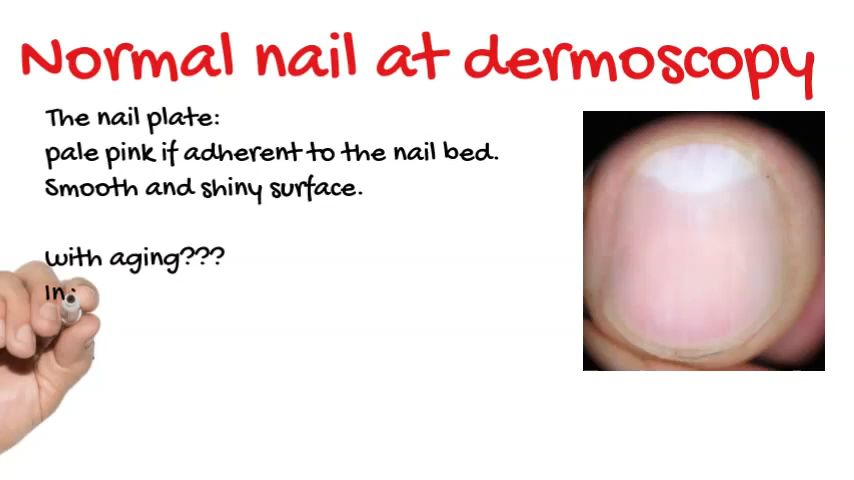 Normal nail at dermoscopy
The nail plate:
pale pink if adherent to the nail bed.
Smooth and shiny surface.
with aging???
In